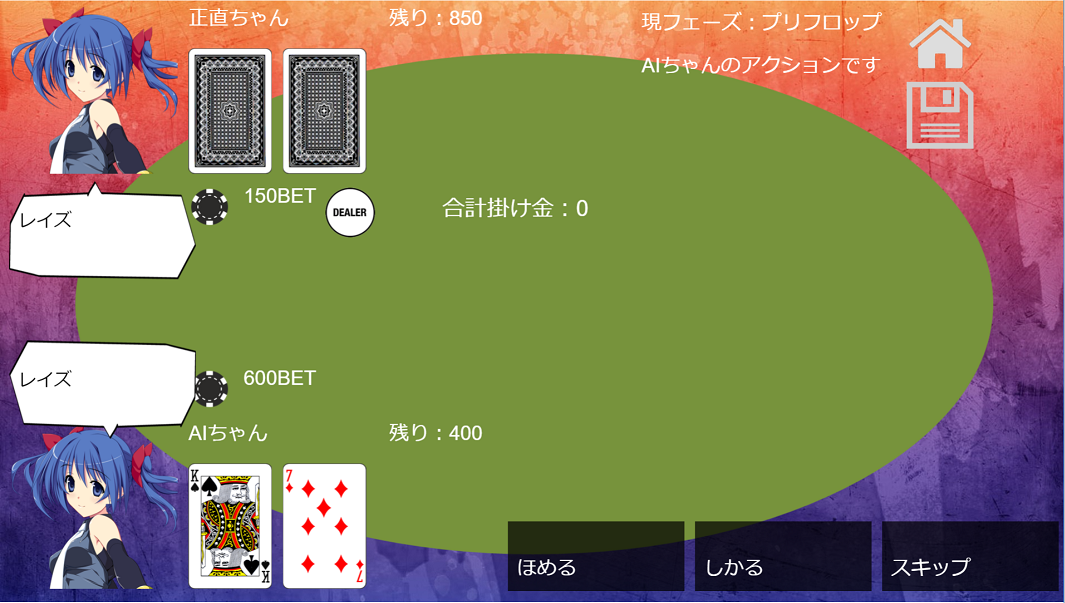 正直ちゃん
残り：850
現フェーズ：プリフロップ
AIちゃんのアクションです
レイズ
150BET
DEALER
合計掛け金：0
レイズ
600BET
AIちゃん
残り：400
K
K
7
7
ほめる
しかる
スキップ